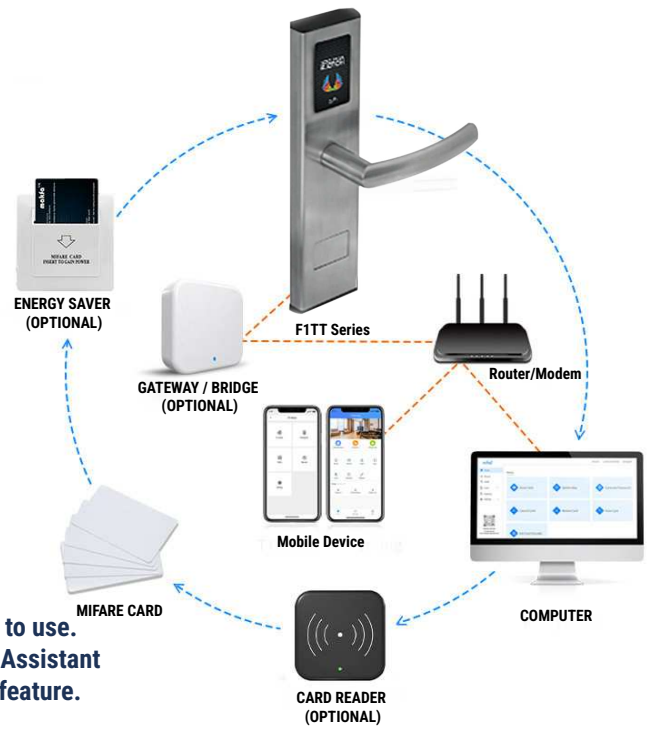 MIFARE CARD
INSERT TO GAIN POWER
ENERGY SAVER
(OPTIONAL)
F1TT Series
GATEWAY / BRIDGE
(OPTIONAL)
Router/Modem
Mobile Device
MIFARE CARD
COMPUTER
to use.
Assistant
feature.
CARD READER
(OPTIONAL)